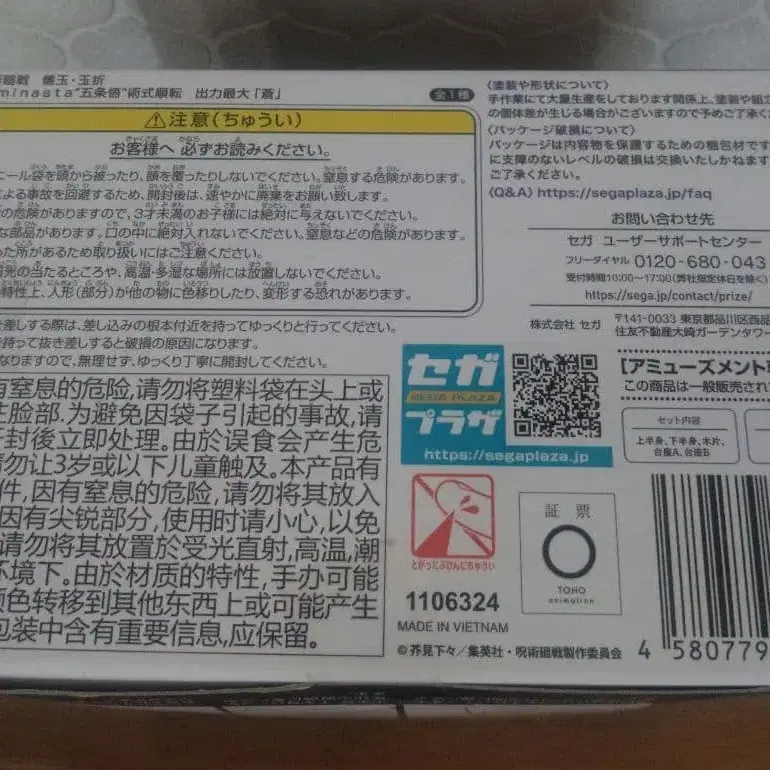 術廻戦 懐玉・玉折
minasta"五条悟"術式順転 出力最大「蒼」
全1種
⚠注意(ちゅうい)
お客様へ 必ずお読みください。
ニール袋を頭から被ったり、顔を覆ったりしないでください。窒息する危険があります。
による事故を回避するため、開封後は、速やかに廃棄をお願い致します。
の危険がありますので、3才未満のお子様には絶対に与えないでください。
な部品があります。口の中に絶対入れないでください。窒息などの危険があります。
った所があるため取り扱いにはご注意ください。
日光の当たるところや、高温・多湿な場所には放置しないでください。
特性上、人形(部分)が他の物に色移りしたり、変形する恐れがあります。
き差しする際は、差し込みの根本付近を持ってゆっくりと行ってください。
を持って抜き差しすると破損の原因になります。
なりますので、無理せず、ゆっくり丁寧に開封してください。
有窒息的危险,请勿将塑料袋在头上或
住脸部.为避免因袋子引起的事故,请
封後立即处理。由於误食会产生危
请勿让3岁或以下儿童触及。本产品有
件,因有窒息的危险,请勿将其放入
因有尖锐部分,使用时请小心,以免
请勿将其放置於受光直射,高温,潮
环境下。由於材质的特性,手办可能
颜色转移到其他东西上或可能产生
包装中含有重要信息,应保留。
〈塗装や形状について〉
手作業にて大量生産をしております関係上、塗装や組立
の個体差が生じる場合がございますので予めご了承くだ
〈パッケージ破損について〉
パッケージは内容物を保護するための梱包材です
に支障のないレベルの破損は交換いたしかねます
ご了承ください。
〈Q&A〉https://segaplaza.jp/faq
お問い合わせ先
セガ ユーザーサポートセンター
フリーダイヤル 0120-680-043
受付時間10:00~17:00(弊社指定休日を除く)
https://sega.jp/contact/prize/
株式会社 セガ
〒141-0033 東京都品川区西品
住友不動産大崎ガーデンタワー
セガ
SEGA PLAZA
プラザ
https://segaplaza.jp
【アミューズメント専
この商品は一般販売され
セット内容
上半身、下半身、木片、
台座A、台座B
とがったぶひんにちゅうい
証 票
TOHO
animation
1106324
MADE IN VIETNAM
©芥見下々/集英社・呪術廻戦製作委員会
4 580779